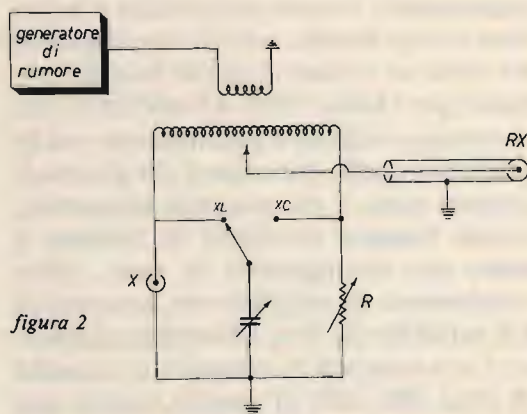 generatore
di
rumore
RX
XL
XC
X
R
figura 2